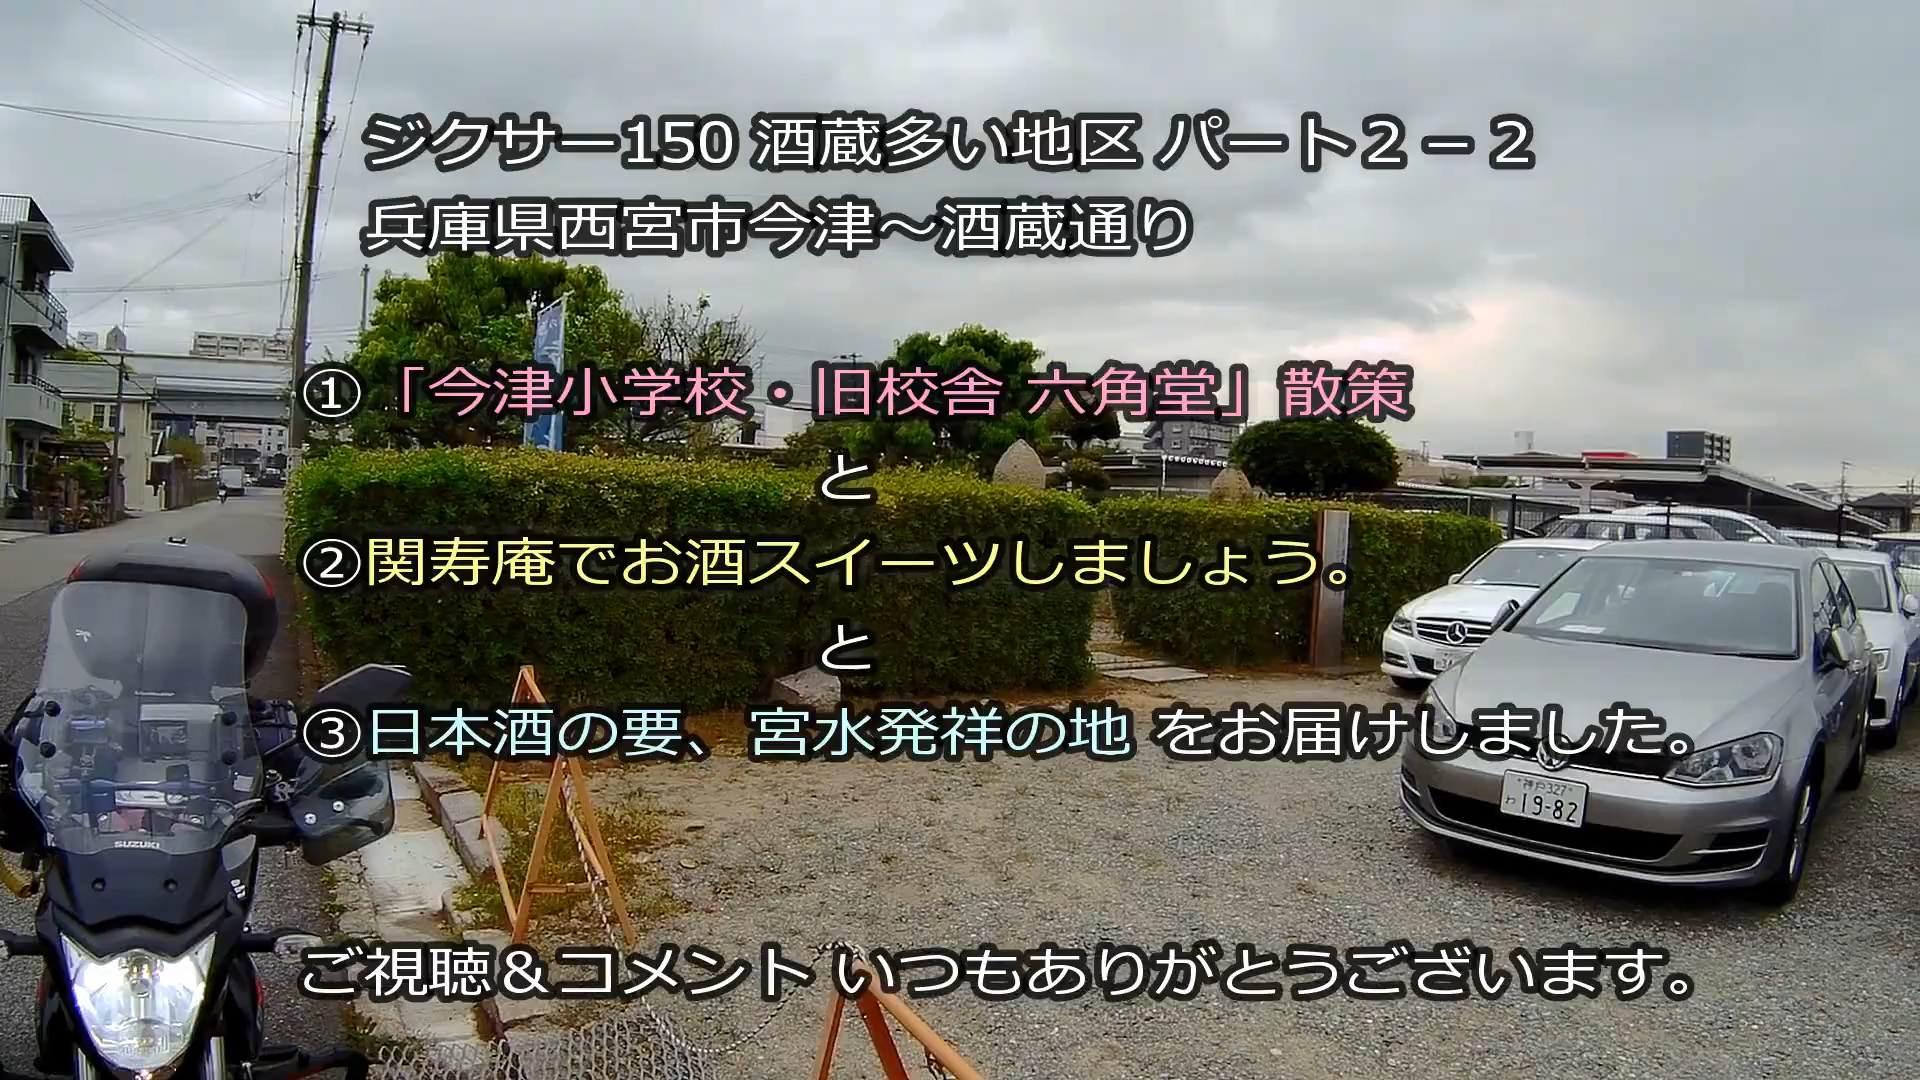 ジクサー150 酒蔵多い地区 パート２－２
兵庫県西宮市今津～酒蔵通り
①「今津小学校・旧校舎 六角堂」散策
と
②関寿庵でお酒スイーツしましょう。
と
③日本酒の要、宮水発祥の地 をお届けしました。
SUZUKI
神戸 327
わ 19-82
ご視聴＆コメント いつもありがとうございます。